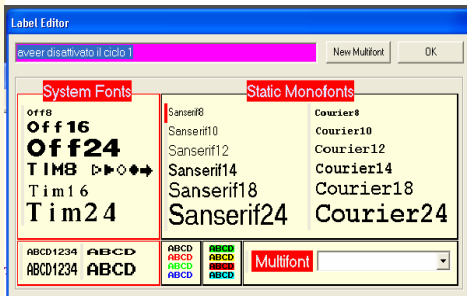 Label Editor
aveer disattivato il ciclo 1
New Multifont
OK
System Fonts
Off8
Off16
Off24
TIM8
Tim16
Tim24
Static Monofonts
Sanserif8
Sanserif10
Sanserif12
Sanserif14
Sanserif18
Sanserif24
Courier8
Courier10
Courier12
Courier14
Courier18
Courier24
ABCD1234 ABCD
ABCD1234 ABCD
ABCD ABCD
ABCD ABCD
ABCD ABCD
ABCD ABCD
Multifont